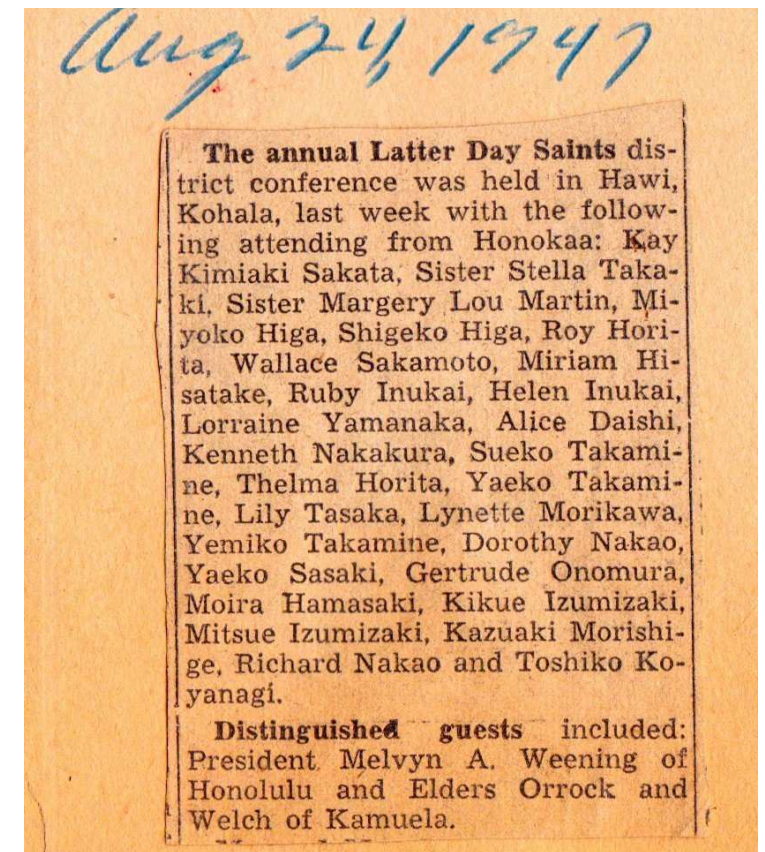 Aug 24, 1947
The annual Latter Day Saints dis-
trict conference was held in Hawi,
Kohala, last week with the follow-
ing attending from Honokaa: Kay
Kimiaki Sakata, Sister Stella Taka-
ki, Sister Margery Lou Martin, Mi-
yoko Higa, Shigeko Higa, Roy Hori-
ta, Wallace Sakamoto, Miriam Hi-
satake, Ruby Inukai, Helen Inukai,
Lorraine Yamanaka, Alice Daishi,
Kenneth Nakakura, Sueko Takami-
ne, Thelma Horita, Yaeko Takami-
ne, Lily Tasaka, Lynette Morikawa,
Yemiko Takamine, Dorothy Nakao,
Yaeko Sasaki, Gertrude Onomura,
Moira Hamasaki, Kikue Izumizaki,
Mitsue Izumizaki, Kazuaki Morishi-
ge, Richard Nakao and Toshiko Ko-
yanagi.
Distinguished guests included:
President Melvyn A. Weening of
Honolulu and Elders Orrock and
Welch of Kamuela.